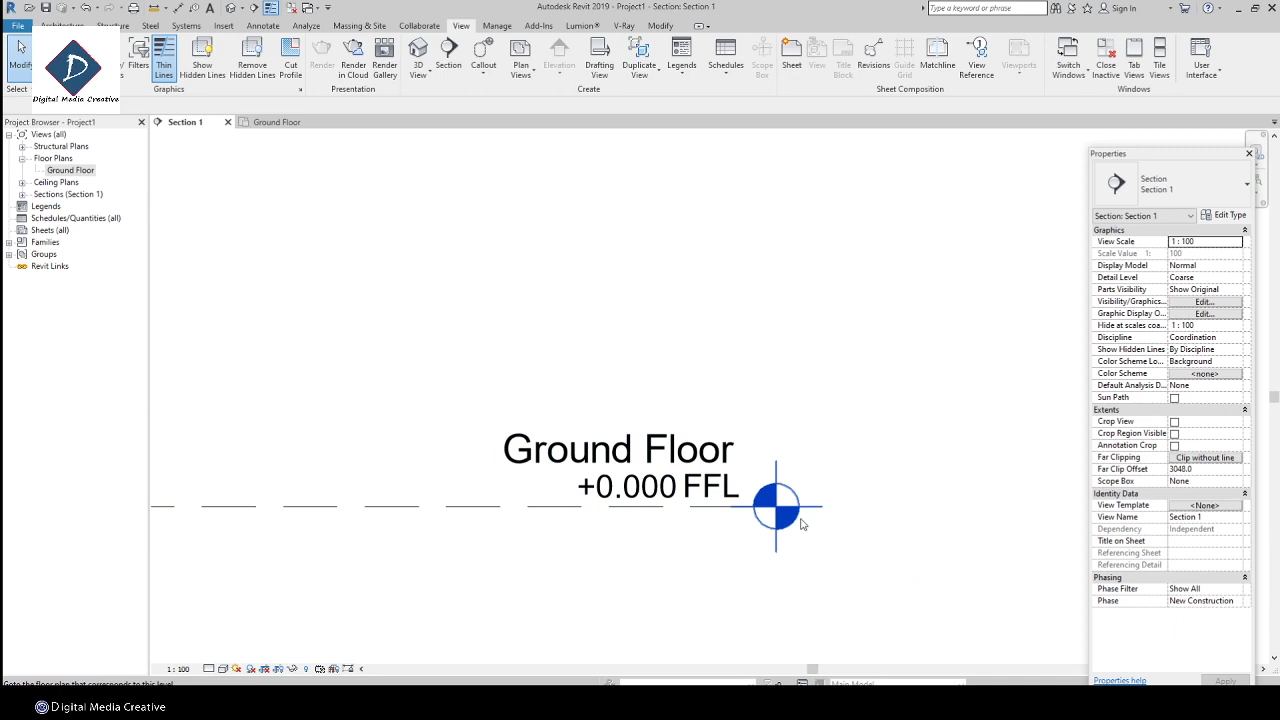 Autodesk Revit 2019 - Project1 - Section: Section 1
Type a keyword or phrase
Sign In
File
Structure Steel Systems Insert Annotate Analyze Massing & Site Collaborate View Manage Add-Ins Lumion® V-Ray Modify
Modify
Filters
Thin Lines
Show Hidden Lines
Remove Hidden Lines
Cut Profile
Render
Render in Cloud
Render Gallery
3D View
Section
Callout
Plan Views
Elevation
Drafting View
Duplicate View
Legends
Schedules
Scope Box
Sheet
View
Title Block
Revisions
Guide Grid
Matchline
View Reference
Viewports
Switch Windows
Close Inactive
Tab Views
Tile Views
User Interface
Select
Graphics
Presentation
Create
Sheet Composition
Windows
D
Digital Media Creative
Project Browser - Project1
Views (all)
Structural Plans
Floor Plans
Ground Floor
Ceiling Plans
Sections (Section 1)
Legends
Schedules/Quantities (all)
Sheets (all)
Families
Groups
Revit Links
Section 1
Ground Floor
Ground Floor
+0.000 FFL
Properties
Section
Section 1
Section: Section 1
Edit Type
Graphics
View Scale 1 : 100
Scale Value 1: 100
Display Model Normal
Detail Level Coarse
Parts Visibility Show Original
Visibility/Graphics... Edit...
Graphic Display O... Edit...
Hide at scales coa... 1 : 100
Discipline Coordination
Show Hidden Lines By Discipline
Color Scheme Lo... Background
Color Scheme <none>
Default Analysis D... None
Sun Path
Extents
Crop View
Crop Region Visible
Annotation Crop
Far Clipping Clip without line
Far Clip Offset 3048.0
Scope Box None
Identity Data
View Template <None>
View Name Section 1
Dependency Independent
Title on Sheet
Referencing Sheet
Referencing Detail
Phasing
Phase Filter Show All
Phase New Construction
Properties help
Apply
1 : 100
Digital Media Creative